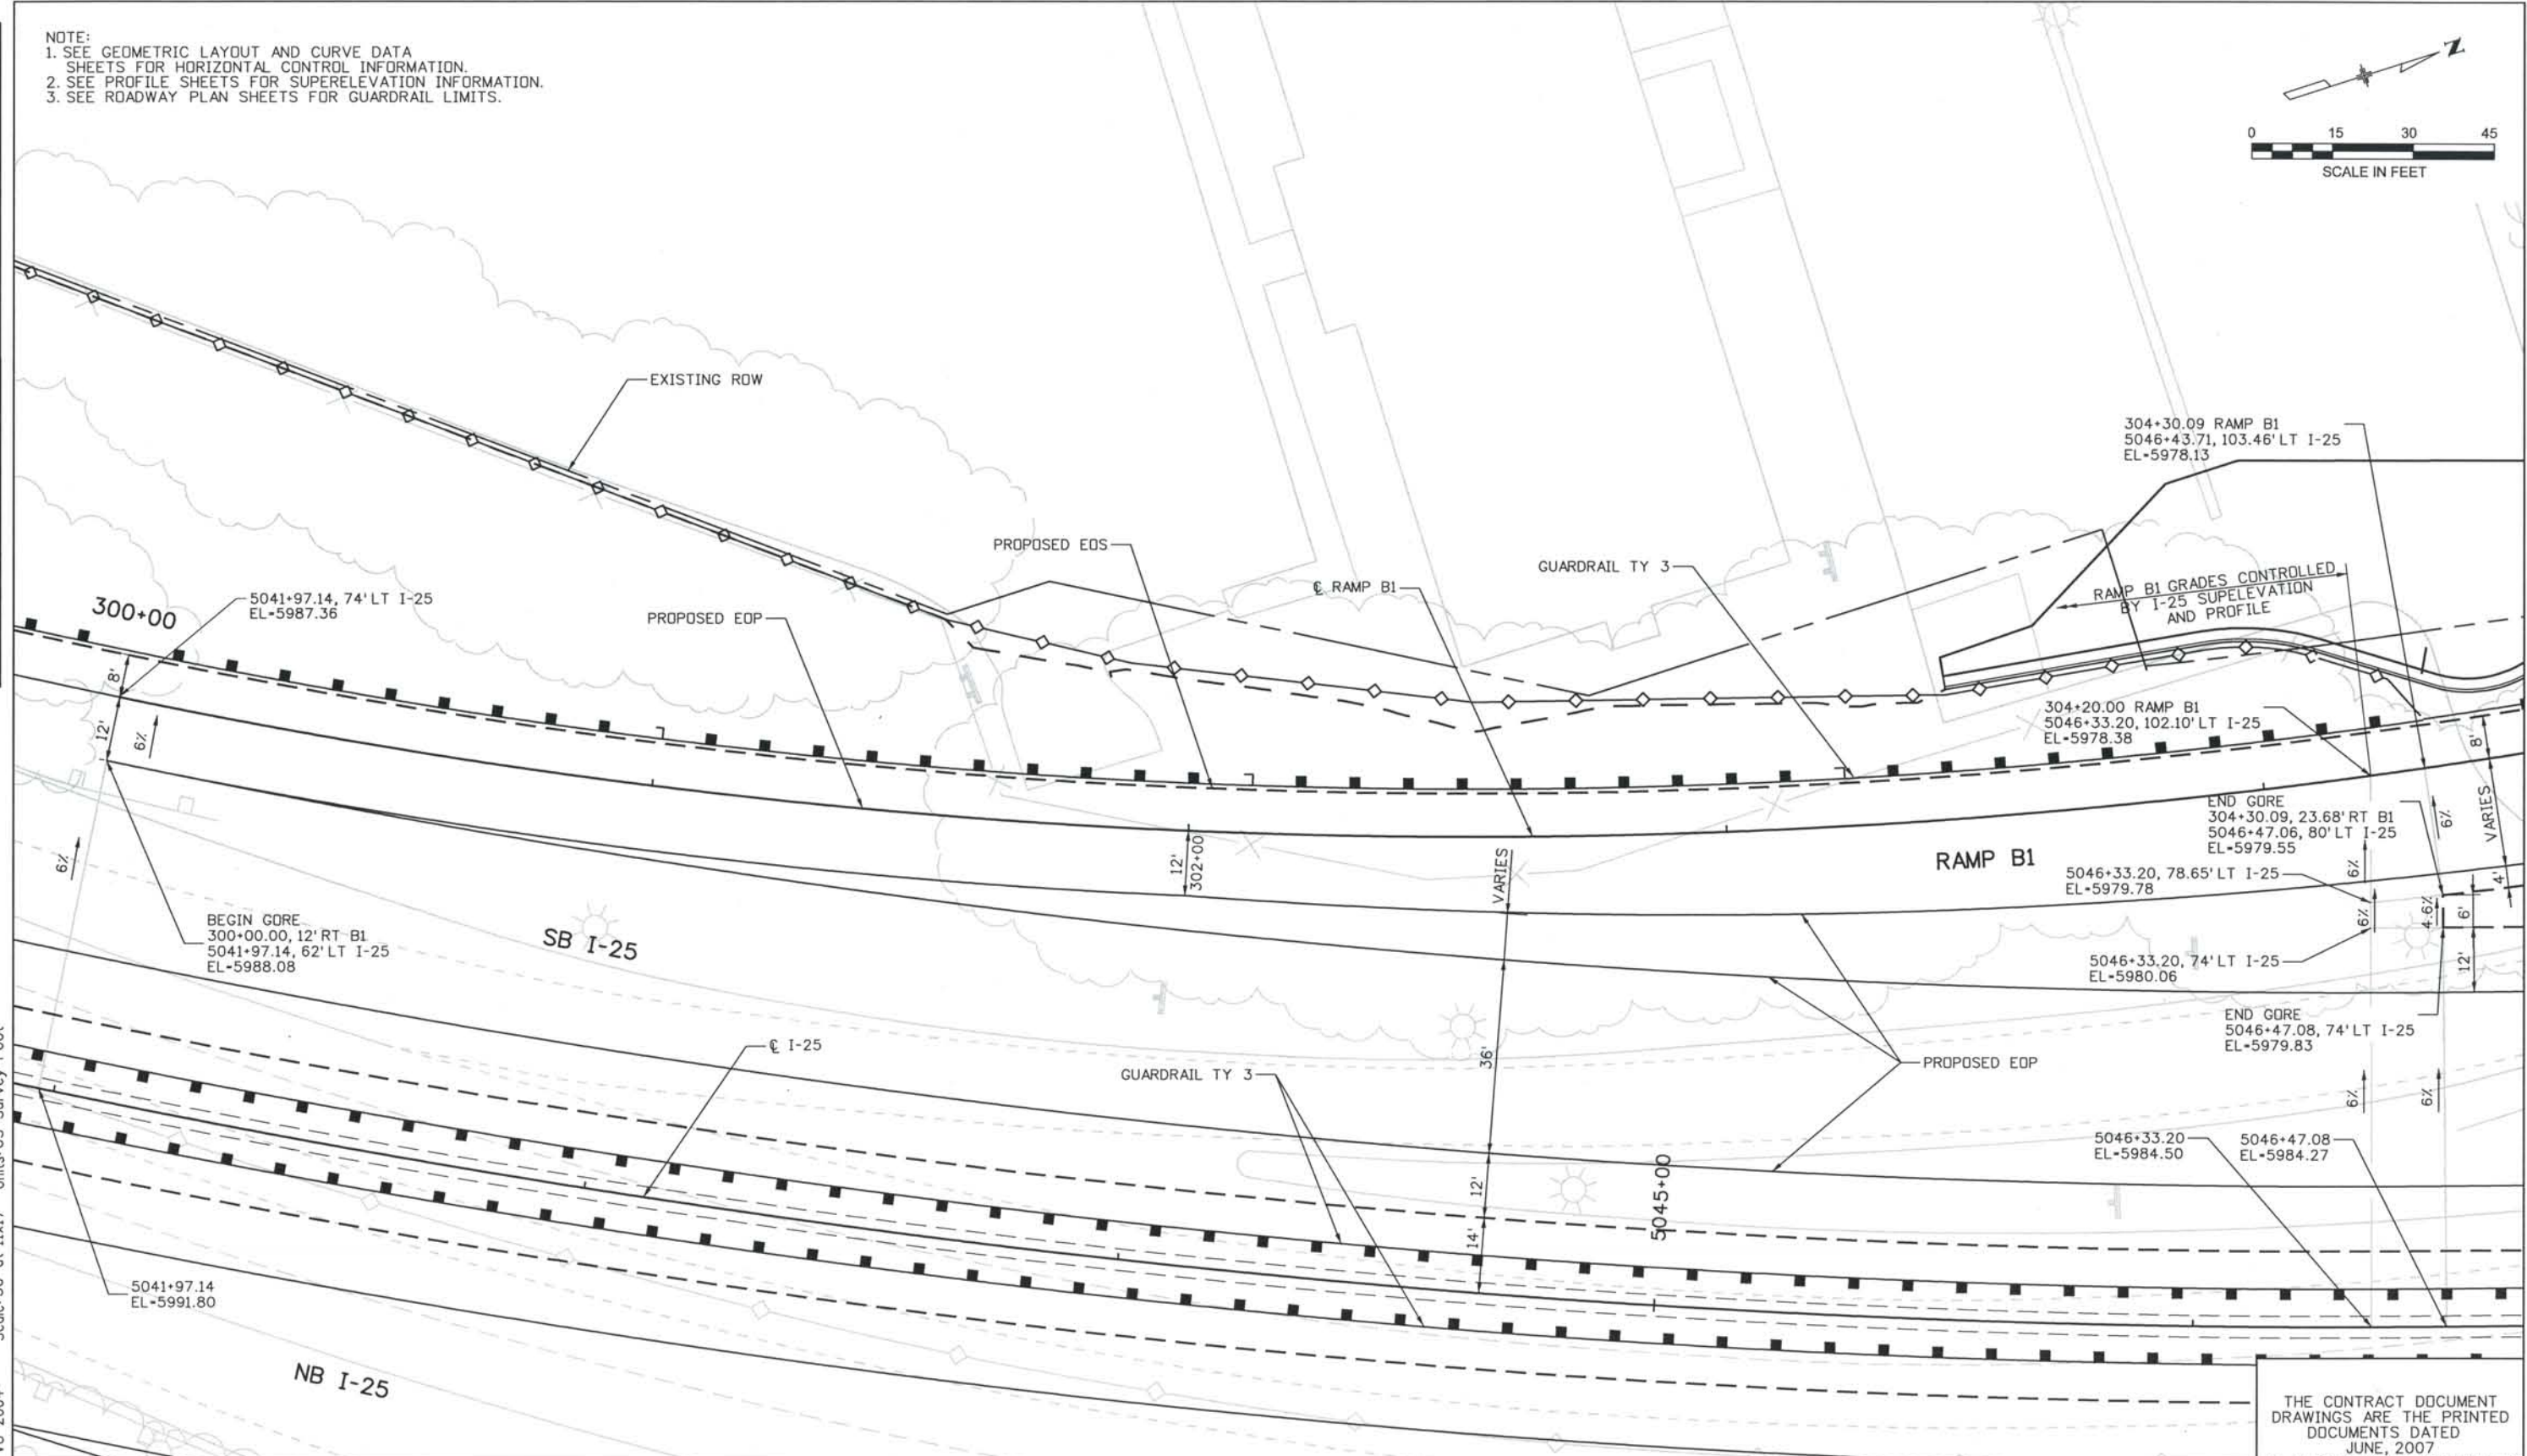 NOTE:
1. SEE GEOMETRIC LAYOUT AND CURVE DATA
SHEETS FOR HORIZONTAL CONTROL INFORMATION.
2. SEE PROFILE SHEETS FOR SUPERELEVATION INFORMATION.
3. SEE ROADWAY PLAN SHEETS FOR GUARDRAIL LIMITS.
N
0 15 30 45
SCALE IN FEET
EXISTING ROW
304+30.09 RAMP B1
5046+43.71, 103.46' LT I-25
EL=5978.13
PROPOSED EOS
GUARDRAIL TY 3
℄ RAMP B1
RAMP B1 GRADES CONTROLLED
BY I-25 SUPELEVATION
AND PROFILE
300+00
5041+97.14, 74' LT I-25
EL=5987.36
PROPOSED EOP
8'
12'
6%
6%
304+20.00 RAMP B1
5046+33.20, 102.10' LT I-25
EL=5978.38
8'
VARIES
4'
END GORE
304+30.09, 23.68' RT B1
5046+47.06, 80' LT I-25
EL=5979.55
6%
6%
12'
302+00
VARIES
RAMP B1
5046+33.20, 78.65' LT I-25
EL=5979.78
6%
4.6%
6'
12'
BEGIN GORE
300+00.00, 12' RT B1
5041+97.14, 62' LT I-25
EL=5988.08
SB I-25
5046+33.20, 74' LT I-25
EL=5980.06
END GORE
5046+47.08, 74' LT I-25
EL=5979.83
℄ I-25
GUARDRAIL TY 3
36'
PROPOSED EOP
6%
6%
12'
14'
5045+00
5046+33.20
EL=5984.50
5046+47.08
EL=5984.27
5041+97.14
EL=5991.80
NB I-25
THE CONTRACT DOCUMENT
DRAWINGS ARE THE PRINTED
DOCUMENTS DATED
JUNE, 2007